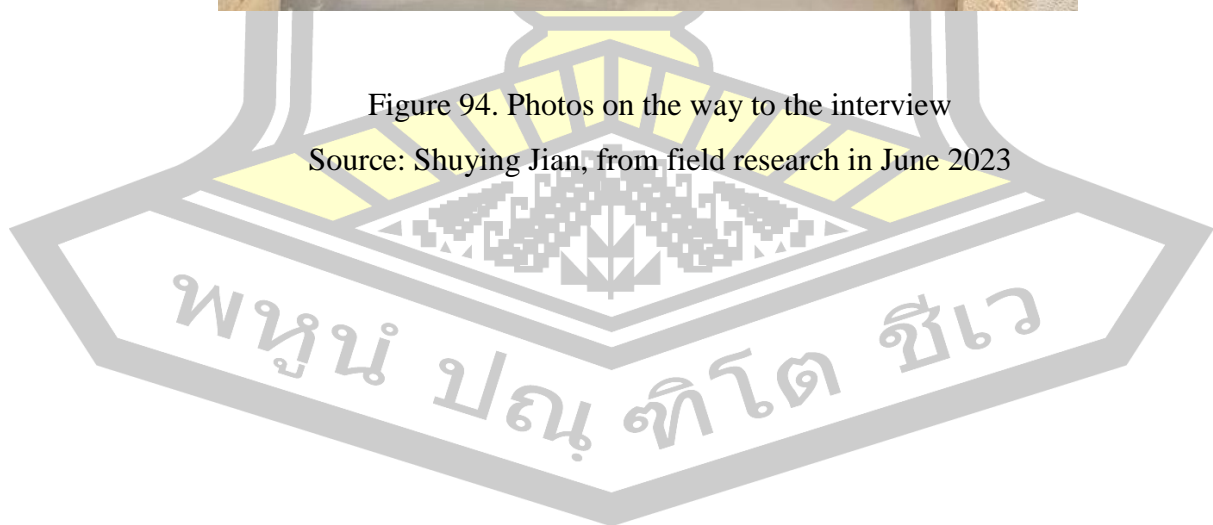 Figure 94. Photos on the way to the interview
Source: Shuying Jian, from field research in June 2023
พหูนํ ปณฺฑิโต ชีเว